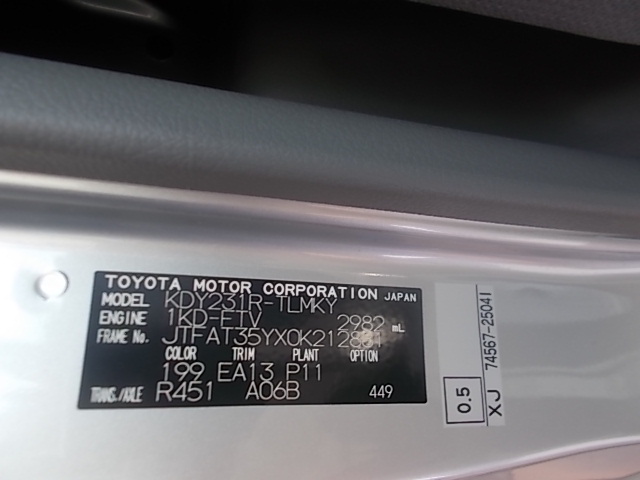 TOYOTA MOTOR CORPORATION JAPAN
MODEL KDY231R-TLMKY
ENGINE 1KD-FTV 2982 mL
FRAME No.
COLOR TRIM PLANT OPTION
199 EA13 P11
TRANS./AXLE R451 A06B 449
0.5
XJ 74567-25041